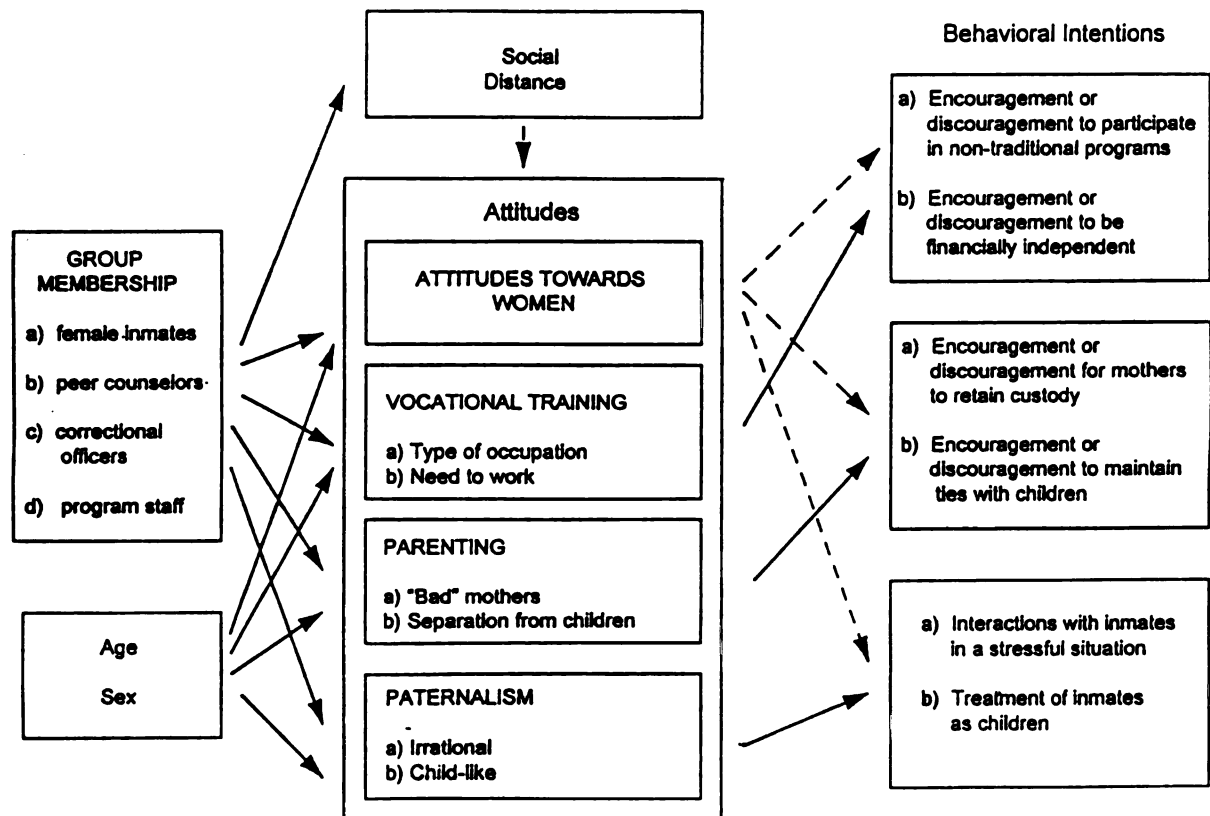 Social
Distance
Behavioral Intentions
GROUP
MEMBERSHIP
a) female inmates
b) peer counselors
c) correctional
officers
d) program staff
Age
Sex
Attitudes
ATTITUDES TOWARDS
WOMEN
VOCATIONAL TRAINING
a) Type of occupation
b) Need to work
PARENTING
a) "Bad" mothers
b) Separation from children
PATERNALISM
a) Irrational
b) Child-like
a) Encouragement or
discouragement to participate
in non-traditional programs
b) Encouragement or
discouragement to be
financially independent
a) Encouragement or
discouragement for mothers
to retain custody
b) Encouragement or
discouragement to maintain
ties with children
a) Interactions with inmates
in a stressful situation
b) Treatment of inmates
as children